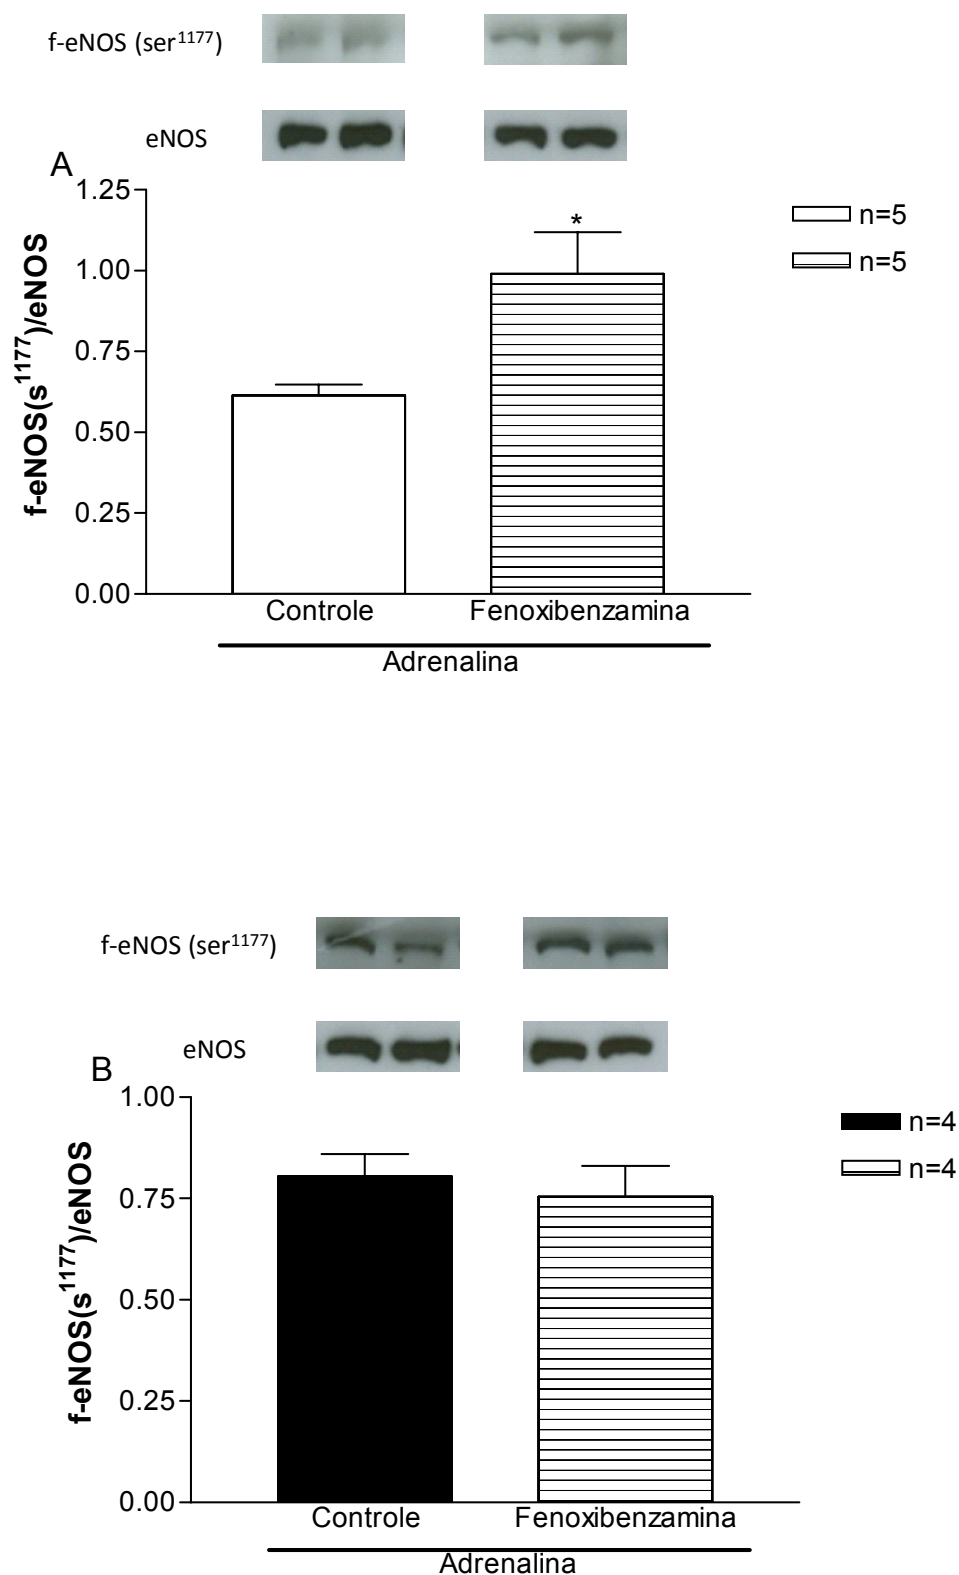 f-eNOS (ser1177)
eNOS
A
1.25
1.00
0.75
0.50
0.25
0.00
f-eNOS(s1177)/eNOS
*
n=5
n=5
Controle
Fenoxibenzamina
Adrenalina
f-eNOS (ser1177)
eNOS
B
1.00
0.75
0.50
0.25
0.00
f-eNOS(s1177)/eNOS
n=4
n=4
Controle
Fenoxibenzamina
Adrenalina